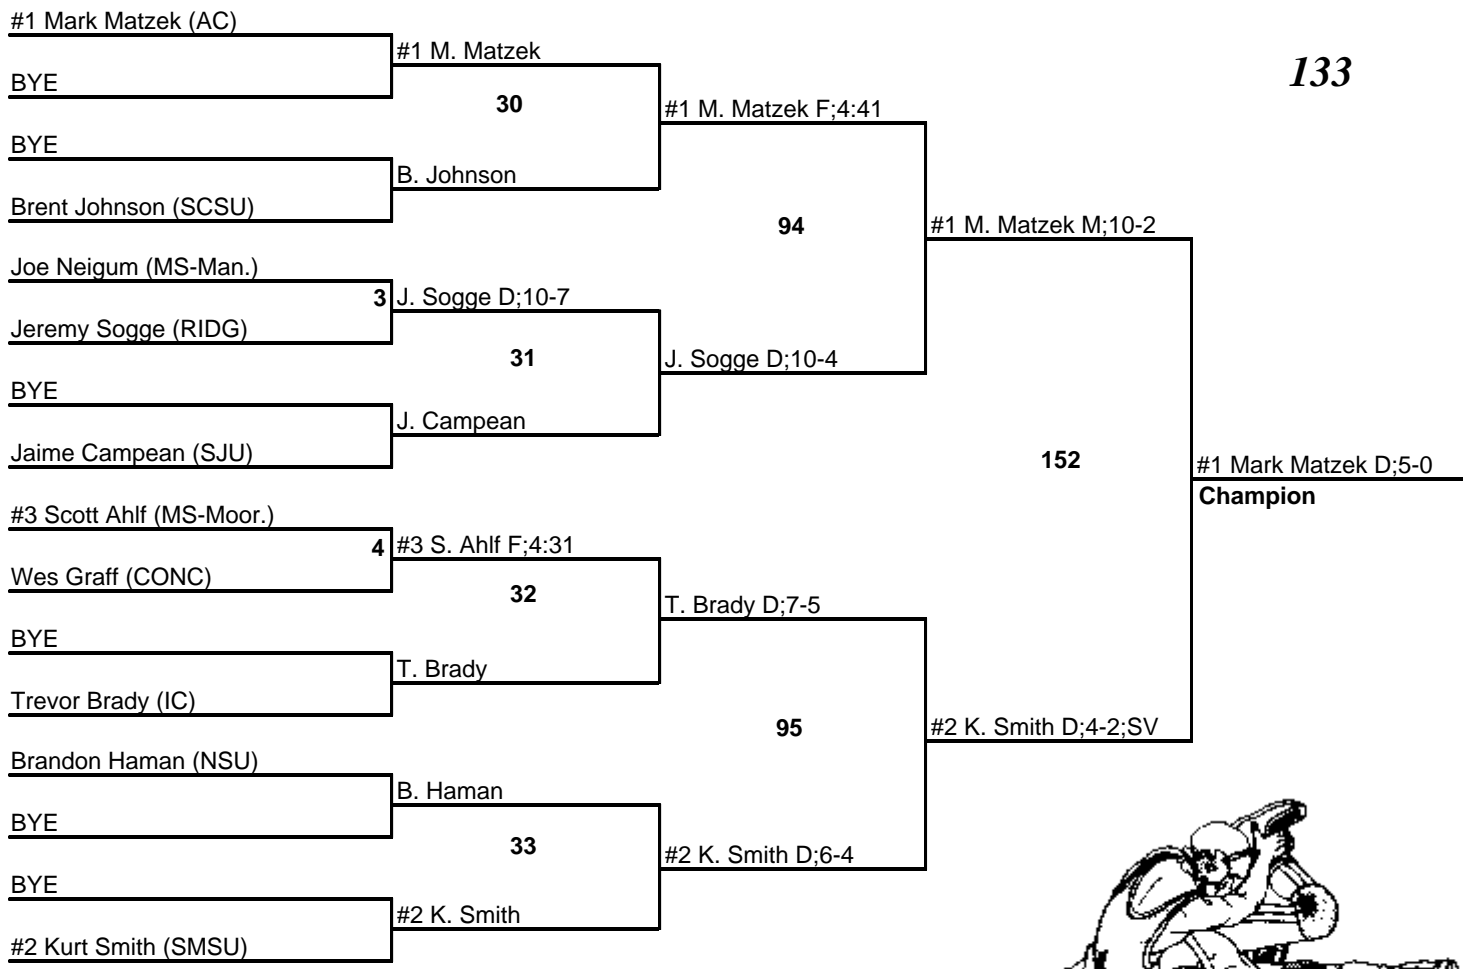 #1 Mark Matzek (AC)
#1 M. Matzek
133
BYE
30
#1 M. Matzek F;4:41
BYE
B. Johnson
Brent Johnson (SCSU)
94
#1 M. Matzek M;10-2
Joe Neigum (MS-Man.)
3
J. Sogge D;10-7
Jeremy Sogge (RIDG)
31
J. Sogge D;10-4
BYE
J. Campean
Jaime Campean (SJU)
152
#1 Mark Matzek D;5-0
Champion
#3 Scott Ahlf (MS-Moor.)
4
#3 S. Ahlf F;4:31
Wes Graff (CONC)
32
T. Brady D;7-5
BYE
T. Brady
Trevor Brady (IC)
95
#2 K. Smith D;4-2;SV
Brandon Haman (NSU)
B. Haman
BYE
33
#2 K. Smith D;6-4
BYE
#2 K. Smith
#2 Kurt Smith (SMSU)